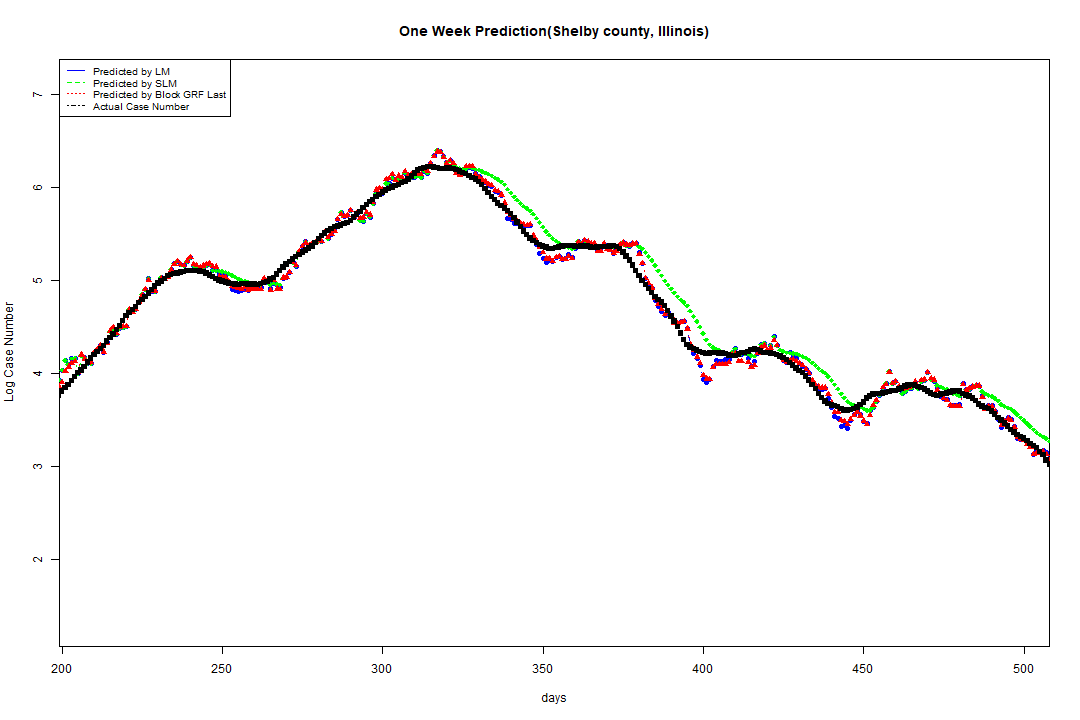 One Week Prediction(Shelby county, Illinois)
Predicted by LM
Predicted by SLM
Predicted by Block GRF Last
Actual Case Number
Log Case Number
7
6
5
4
3
2
200 250 300 350 400 450 500
days